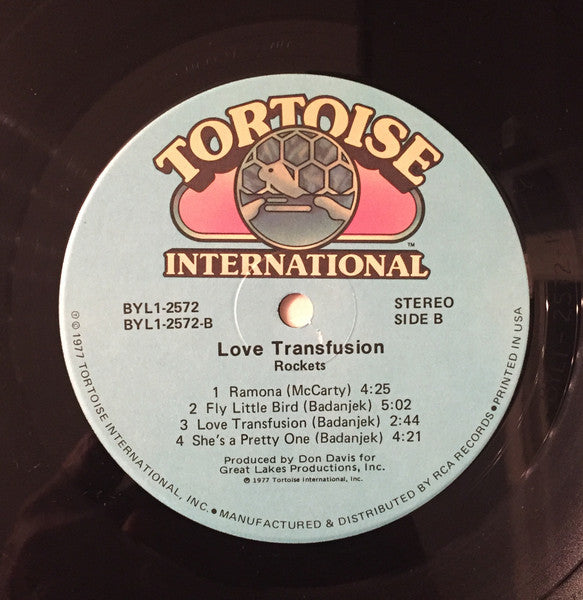 TORTOISE
INTERNATIONAL
™
BYL1-2572
BYL1-2572-B
STEREO
SIDE B
Love Transfusion
Rockets
1 Ramona (McCarty) 4:25
2 Fly Little Bird (Badanjek) 5:02
3 Love Transfusion (Badanjek) 2:44
4 She's a Pretty One (Badanjek) 4:21
Produced by Don Davis for
Great Lakes Productions, Inc.
℗ 1977 Tortoise International, Inc.
℗ © 1977 TORTOISE INTERNATIONAL, INC. ● MANUFACTURED & DISTRIBUTED BY RCA RECORDS ● PRINTED IN USA